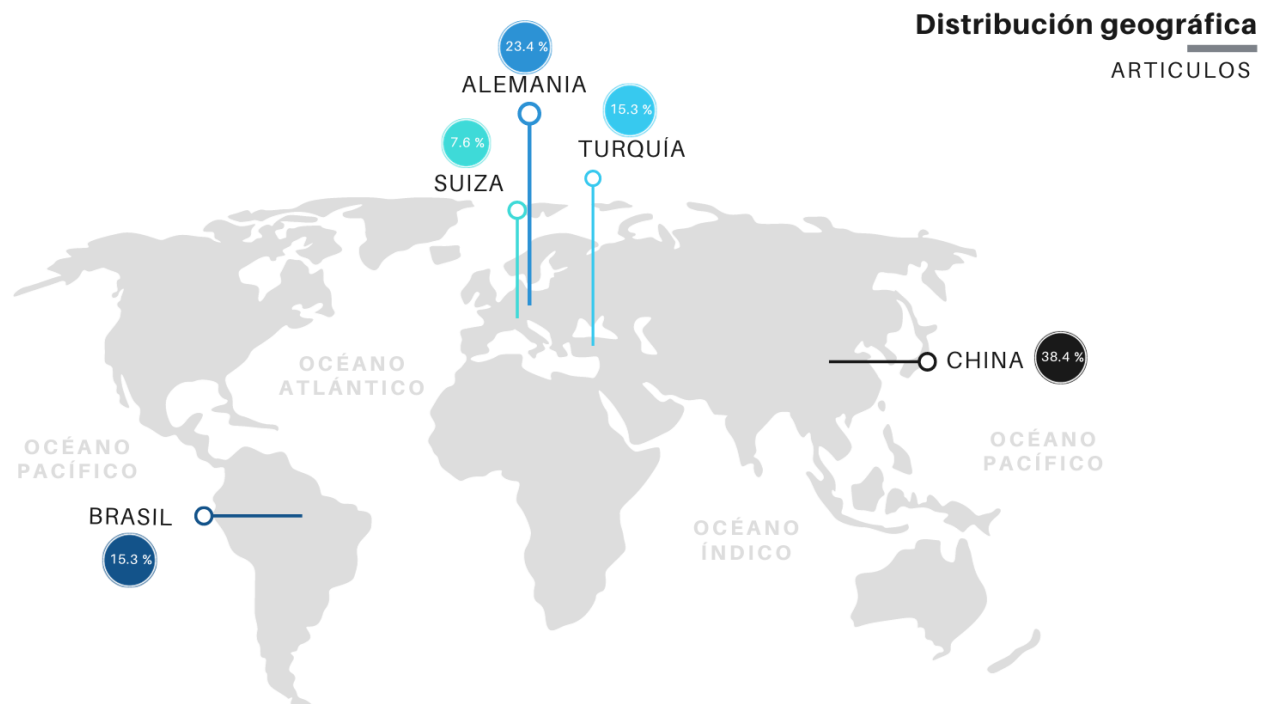 Distribución geográfica
ARTICULOS
23.4 %
ALEMANIA
15.3 %
TURQUÍA
7.6 %
SUIZA
CHINA
38.4 %
OCÉANO
ATLÁNTICO
OCÉANO
PACÍFICO
OCÉANO
PACÍFICO
BRASIL
15.3 %
OCÉANO
ÍNDICO